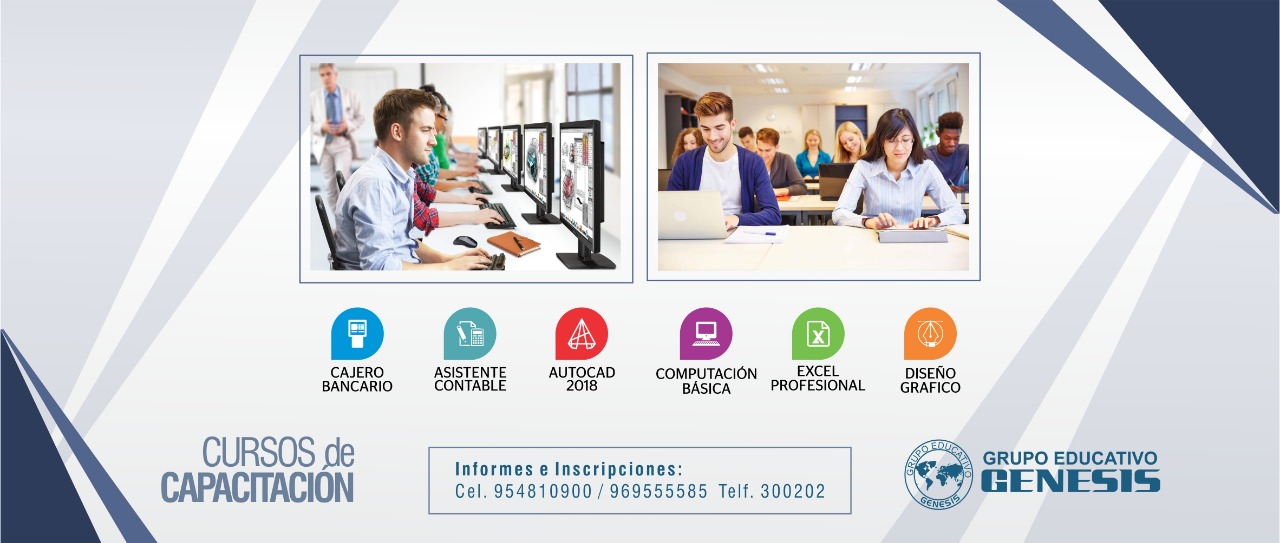 CAJERO
BANCARIO
ASISTENTE
CONTABLE
AUTOCAD
2018
COMPUTACIÓN
BÁSICA
EXCEL
PROFESIONAL
DISEÑO
GRAFICO
CURSOS de
CAPACITACIÓN
Informes e Inscripciones:
Cel. 954810900 / 969555585 Telf. 300202
GRUPO EDUCATIVO
GENESIS
GRUPO EDUCATIVO
GENESIS